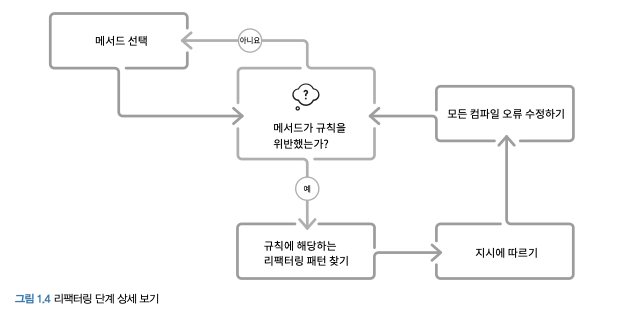 메서드 선택
아니요
?
메서드가 규칙을
위반했는가?
모든 컴파일 오류 수정하기
예
규칙에 해당하는
리팩터링 패턴 찾기
지시에 따르기
그림 1.4 리팩터링 단계 상세 보기